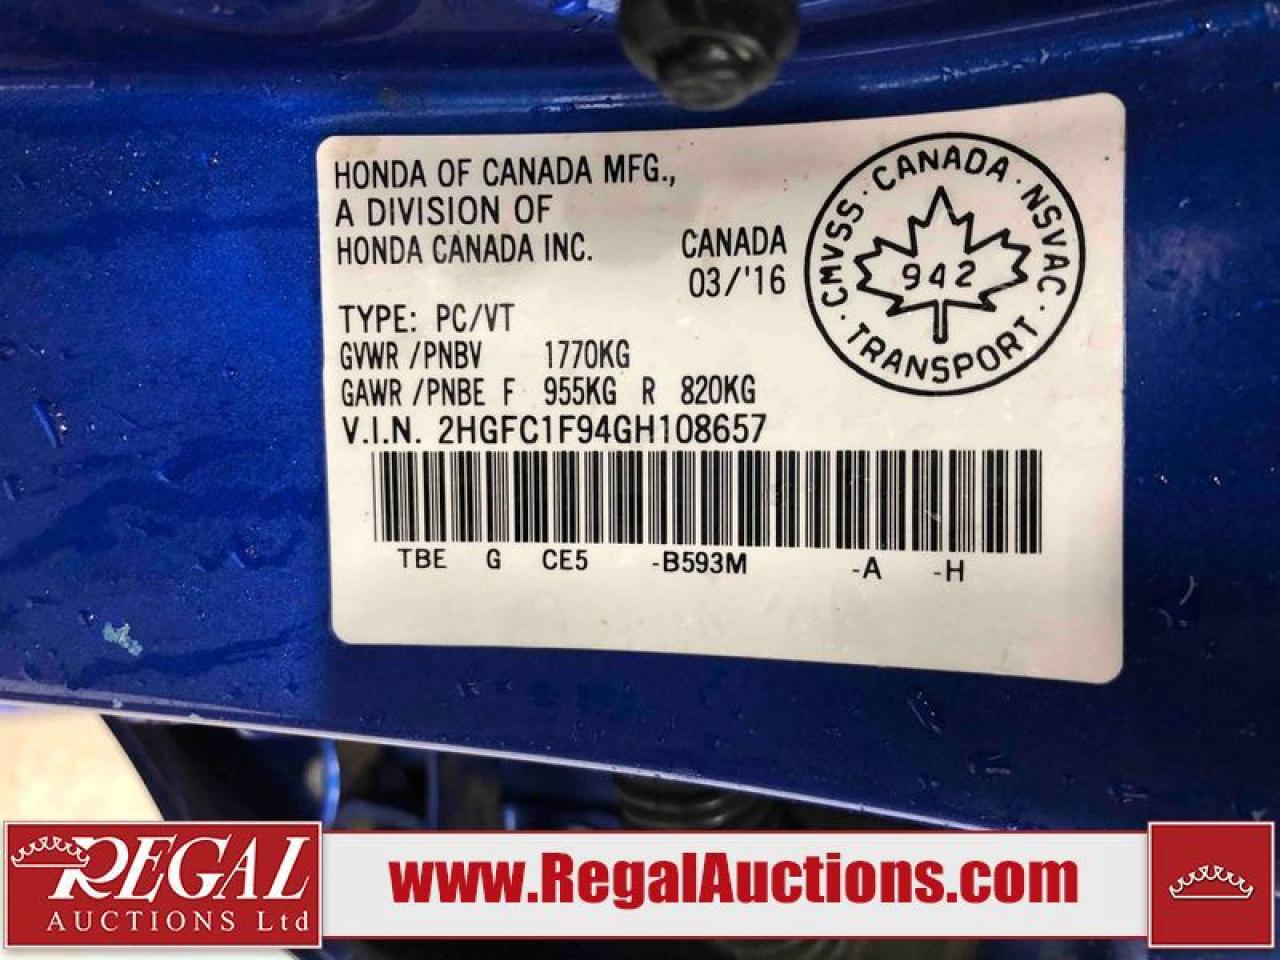 HONDA OF CANADA MFG.,
A DIVISION OF
HONDA CANADA INC.
CANADA
03/'16
TYPE: PC/VT
GVWR /PNBV 1770KG
GAWR /PNBE F 955KG R 820KG
V.I.N. 2HGFC1F94GH108657
TBE G CE5 -B593M -A -H
CMVSS · CANADA · NSVAC · TRANSPORT ·
942
REGAL
AUCTIONS Ltd
www.RegalAuctions.com